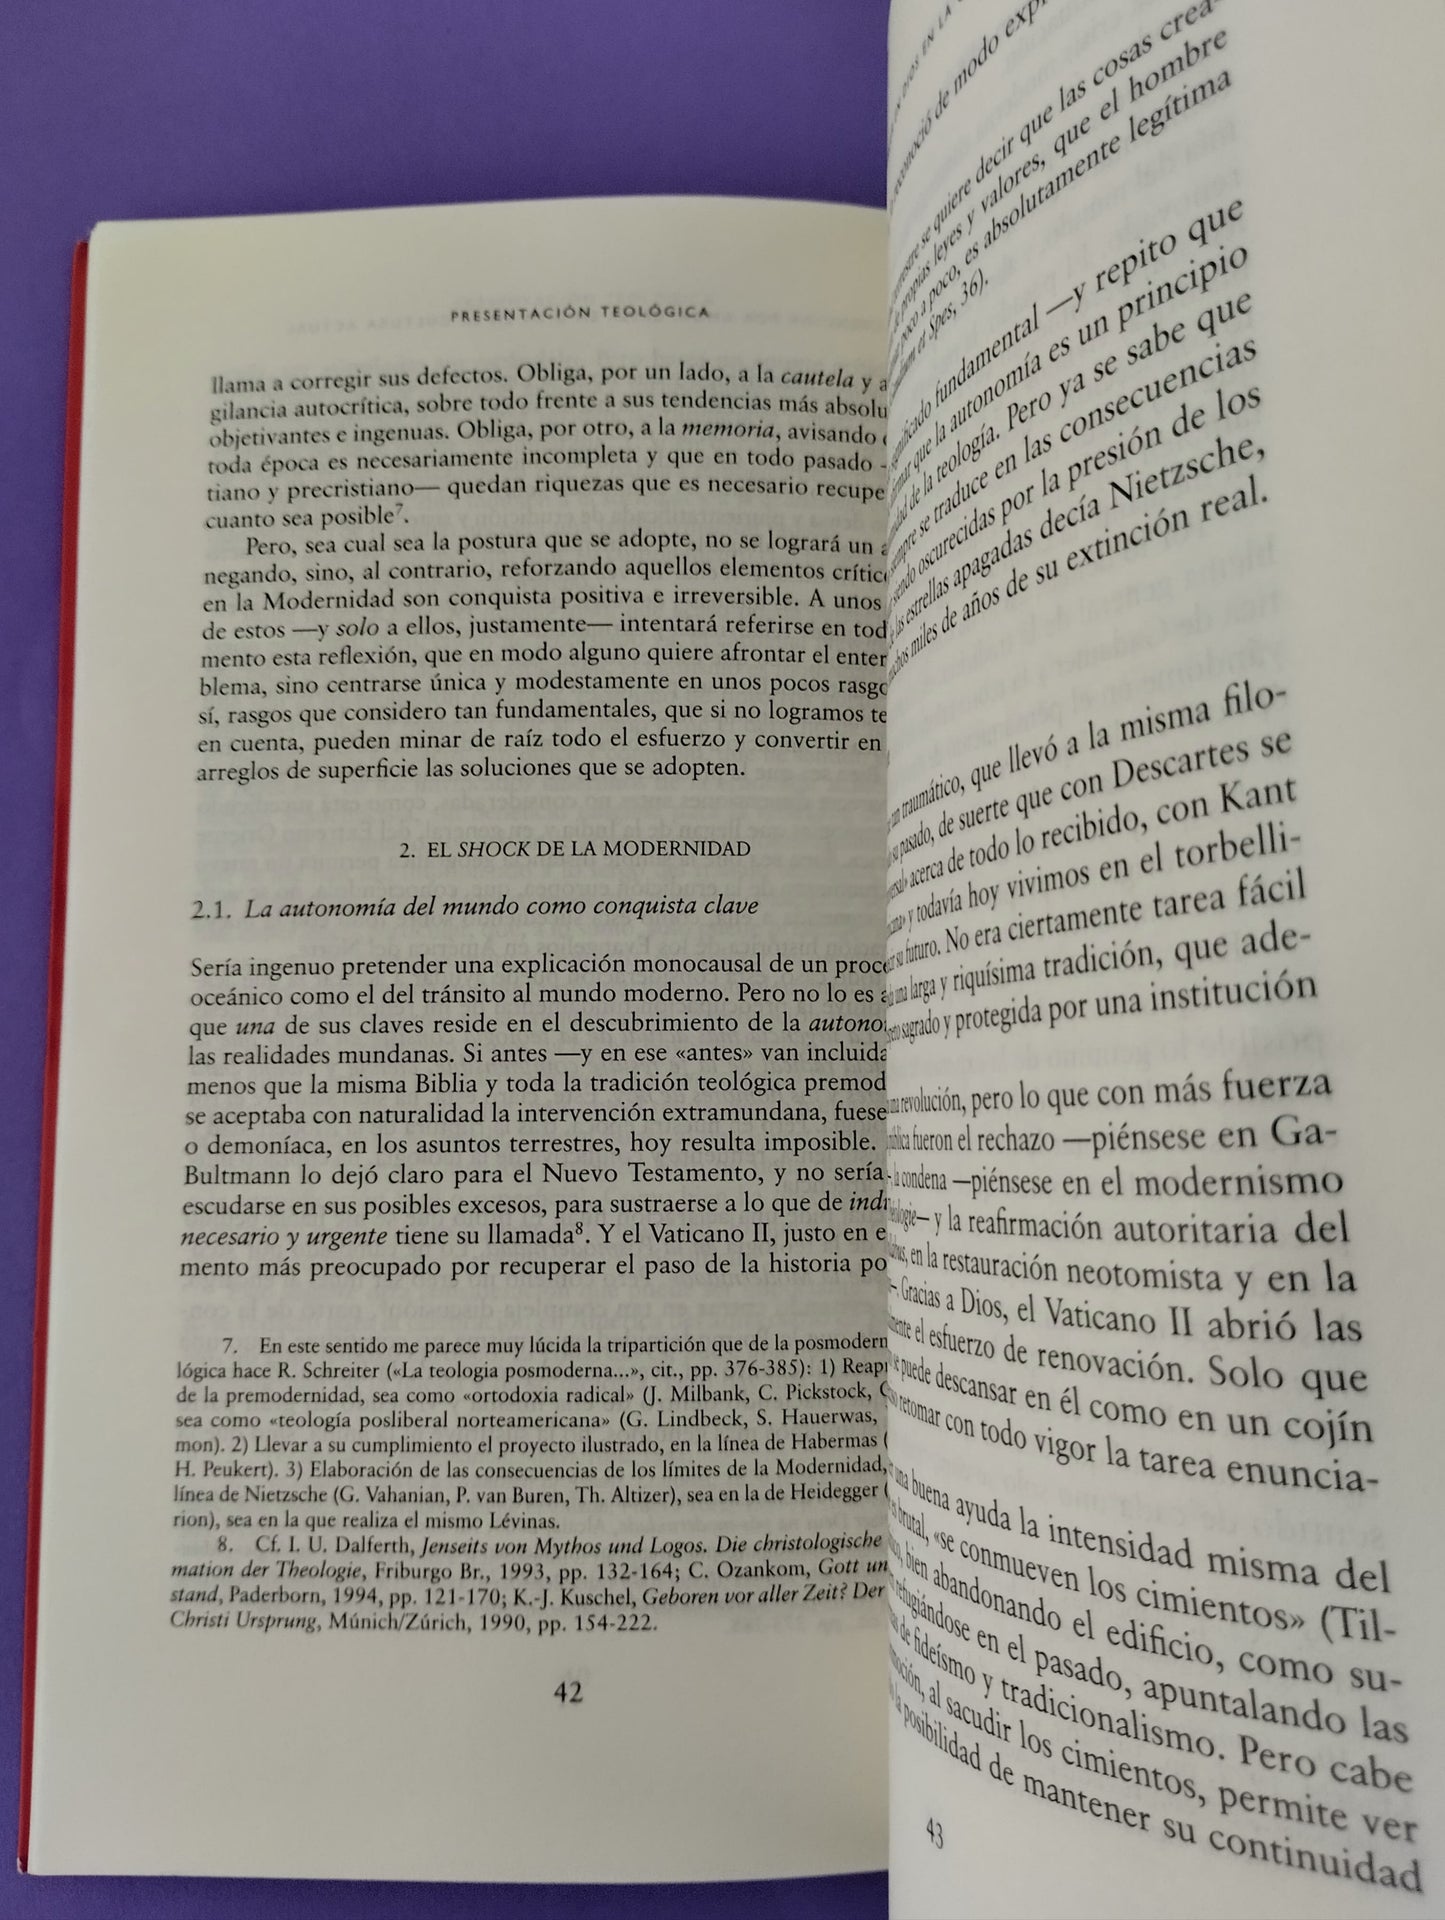 PRESENTACIÓN TEOLÓGICA
llama a corregir sus defectos. Obliga, por un lado, a la cautela y a
gilancia autocrítica, sobre todo frente a sus tendencias más absolu
objetivantes e ingenuas. Obliga, por otro, a la memoria, avisando
toda época es necesariamente incompleta y que en todo pasado -
tiano y precristiano— quedan riquezas que es necesario recupe
cuanto sea posible⁷.
Pero, sea cual sea la postura que se adopte, no se logrará un a
negando, sino, al contrario, reforzando aquellos elementos crític
en la Modernidad son conquista positiva e irreversible. A unos
de estos —y solo a ellos, justamente— intentará referirse en tod
mento esta reflexión, que en modo alguno quiere afrontar el enter
blema, sino centrarse única y modestamente en unos pocos rasgo
sí, rasgos que considero tan fundamentales, que si no logramos te
en cuenta, pueden minar de raíz todo el esfuerzo y convertir en
arreglos de superficie las soluciones que se adopten.
2. EL SHOCK DE LA MODERNIDAD
2.1. La autonomía del mundo como conquista clave
Sería ingenuo pretender una explicación monocausal de un proce
oceánico como el del tránsito al mundo moderno. Pero no lo es a
que una de sus claves reside en el descubrimiento de la autono
las realidades mundanas. Si antes —y en ese «antes» van incluida
menos que la misma Biblia y toda la tradición teológica premod
se aceptaba con naturalidad la intervención extramundana, fuese
o demoníaca, en los asuntos terrestres, hoy resulta imposible.
Bultmann lo dejó claro para el Nuevo Testamento, y no sería
escudarse en sus posibles excesos, para sustraerse a lo que de indi
necesario y urgente tiene su llamada⁸. Y el Vaticano II, justo en e
mento más preocupado por recuperar el paso de la historia po
7. En este sentido me parece muy lúcida la tripartición que de la posmodern
lógica hace R. Schreiter («La teologia posmoderna...», cit., pp. 376-385): 1) Reapr
de la premodernidad, sea como «ortodoxia radical» (J. Milbank, C. Pickstock, C
sea como «teología posliberal norteamericana» (G. Lindbeck, S. Hauerwas,
mon). 2) Llevar a su cumplimiento el proyecto ilustrado, en la línea de Habermas (
H. Peukert). 3) Elaboración de las consecuencias de los límites de la Modernidad,
línea de Nietzsche (G. Vahanian, P. van Buren, Th. Altizer), sea en la de Heidegger (
rion), sea en la que realiza el mismo Lévinas.
8. Cf. I. U. Dalferth, Jenseits von Mythos und Logos. Die christologische
mation der Theologie, Friburgo Br., 1993, pp. 132-164; C. Ozankom, Gott un
stand, Paderborn, 1994, pp. 121-170; K.-J. Kuschel, Geboren vor aller Zeit? Der
Christi Ursprung, Múnich/Zúrich, 1990, pp. 154-222.
42
EN LA
reconoció de modo exp
se quiere decir que las cosas crea-
propias leyes y valores, que el hombre
poco a poco, es absolutamente legítima
et Spes, 36).
fundamental —y repito que
que la autonomía es un principio
de la teología. Pero ya se sabe que
se traduce en las consecuencias
siendo oscurecidas por la presión de los
las estrellas apagadas decía Nietzsche,
miles de años de su extinción real.
un traumático, que llevó a la misma filo-
su pasado, de suerte que con Descartes se
acerca de todo lo recibido, con Kant
y todavía hoy vivimos en el torbelli-
su futuro. No era ciertamente tarea fácil
una larga y riquísima tradición, que ade-
sagrado y protegida por una institución
una revolución, pero lo que con más fuerza
fueron el rechazo —piénsese en Ga-
la condena —piénsese en el modernismo
y la reafirmación autoritaria del
en la restauración neotomista y en la
Gracias a Dios, el Vaticano II abrió las
el esfuerzo de renovación. Solo que
se puede descansar en él como en un cojín
retomar con todo vigor la tarea enuncia-
una buena ayuda la intensidad misma del
brutal, «se conmueven los cimientos» (Til-
bien abandonando el edificio, como su-
refugiándose en el pasado, apuntalando las
de fideísmo y tradicionalismo. Pero cabe
al sacudir los cimientos, permite ver
la posibilidad de mantener su continuidad
43